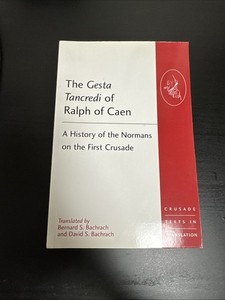 The Gesta
Tancredi of
Ralph of Caen
A History of the Normans
on the First Crusade
Translated by
Bernard S. Bachrach
and David S. Bachrach
CRUSADE
TEXTS IN
TRANSLATION